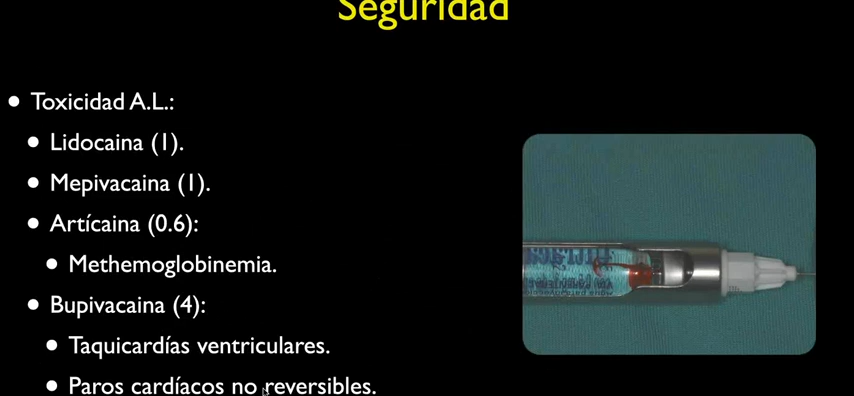 Seguridad
• Toxicidad A.L.:
• Lidocaina (1).
• Mepivacaina (1).
• Artícaina (0.6):
• Methemoglobinemia.
• Bupivacaina (4):
• Taquicardías ventriculares.
• Paros cardíacos no reversibles.